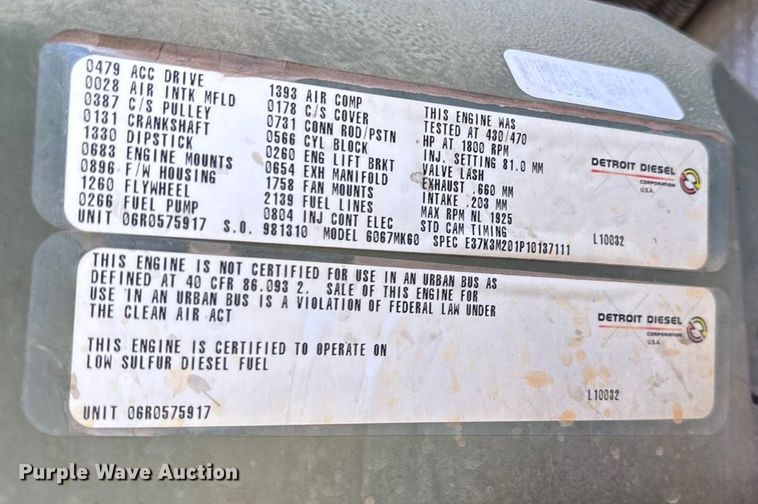 0479 ACC DRIVE
0028 AIR INTK MFLD
0387 C/S PULLEY
0131 CRANKSHAFT
1330 DIPSTICK
0683 ENGINE MOUNTS
0896 F/W HOUSING
1260 FLYWHEEL
0266 FUEL PUMP
1393 AIR COMP
0178 C/S COVER
0731 CONN ROD/PSTN
0566 CYL BLOCK
0260 ENG LIFT BRKT
0654 EXH MANIFOLD
1758 FAN MOUNTS
2139 FUEL LINES
0804 INJ CONT ELEC
THIS ENGINE WAS
TESTED AT 430/470
HP AT 1800 RPM
INJ. SETTING 81.0 MM
VALVE LASH
EXHAUST .660 MM
INTAKE .203 MM
MAX RPM NL 1925
STD CAM TIMING
UNIT 06R0575917 S.O. 981310 MODEL 6067MK60 SPEC E37K3M201P10137111
DETROIT DIESEL
CORPORATION
U.S.A.
L10032
THIS ENGINE IS NOT CERTIFIED FOR USE IN AN URBAN BUS AS
DEFINED AT 40 CFR 86.093 2. SALE OF THIS ENGINE FOR
USE IN AN URBAN BUS IS A VIOLATION OF FEDERAL LAW UNDER
THE CLEAN AIR ACT
THIS ENGINE IS CERTIFIED TO OPERATE ON
LOW SULFUR DIESEL FUEL
UNIT 06R0575917
DETROIT DIESEL
CORPORATION
U.S.A.
L10032
Purple Wave Auction